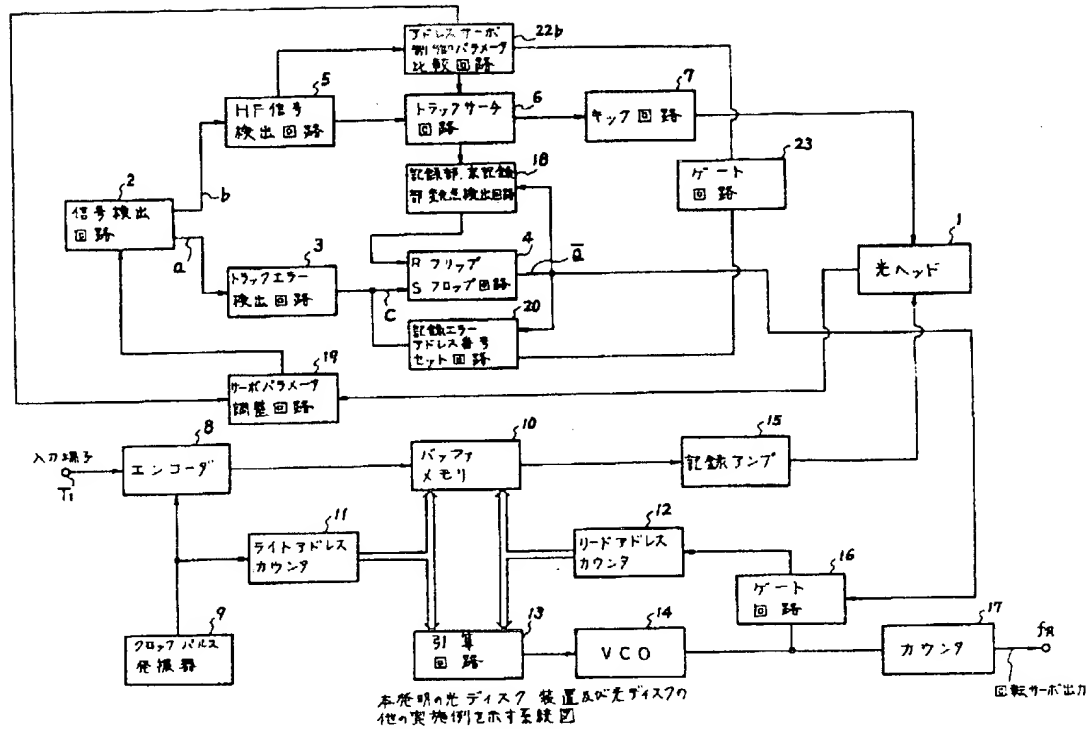 アドレスサーボ
制御パラメータ
比較回路
22b
5
HF信号
検出回路
トラックサーチ
回路
6
7
キック回路
23
ゲート
回路
2
信号検出
回路
b
a
記録部、未記録
部変点検出回路
18
1
光ヘッド
3
トラックエラー
検出回路
4
R フリップ
S フロップ回路
Q
C
20
記録エラー
アドレス番号
セット回路
19
サーボパラメータ
調整回路
入力端子
T1
8
エンコーダ
10
バッファ
メモリ
15
記録アンプ
11
ライトアドレス
カウンタ
12
リードアドレス
カウンタ
16
ゲート
回路
9
クロックパルス
発振器
13
引算
回路
14
VCO
17
カウンタ
fR
回転サーボ出力
本発明の光ディスク装置及び光ディスクの
他の実施例を示す系統図